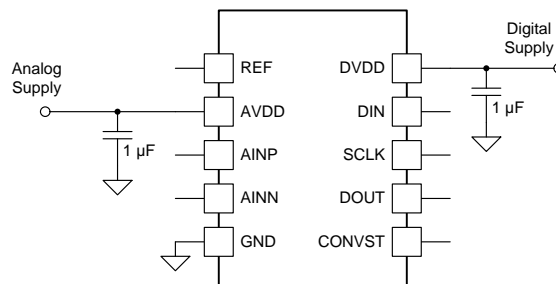 Digital
Supply
Analog
Supply
REF
DVDD
AVDD
DIN
1 µF
1 µF
AINP
SCLK
AINN
DOUT
GND
CONVST